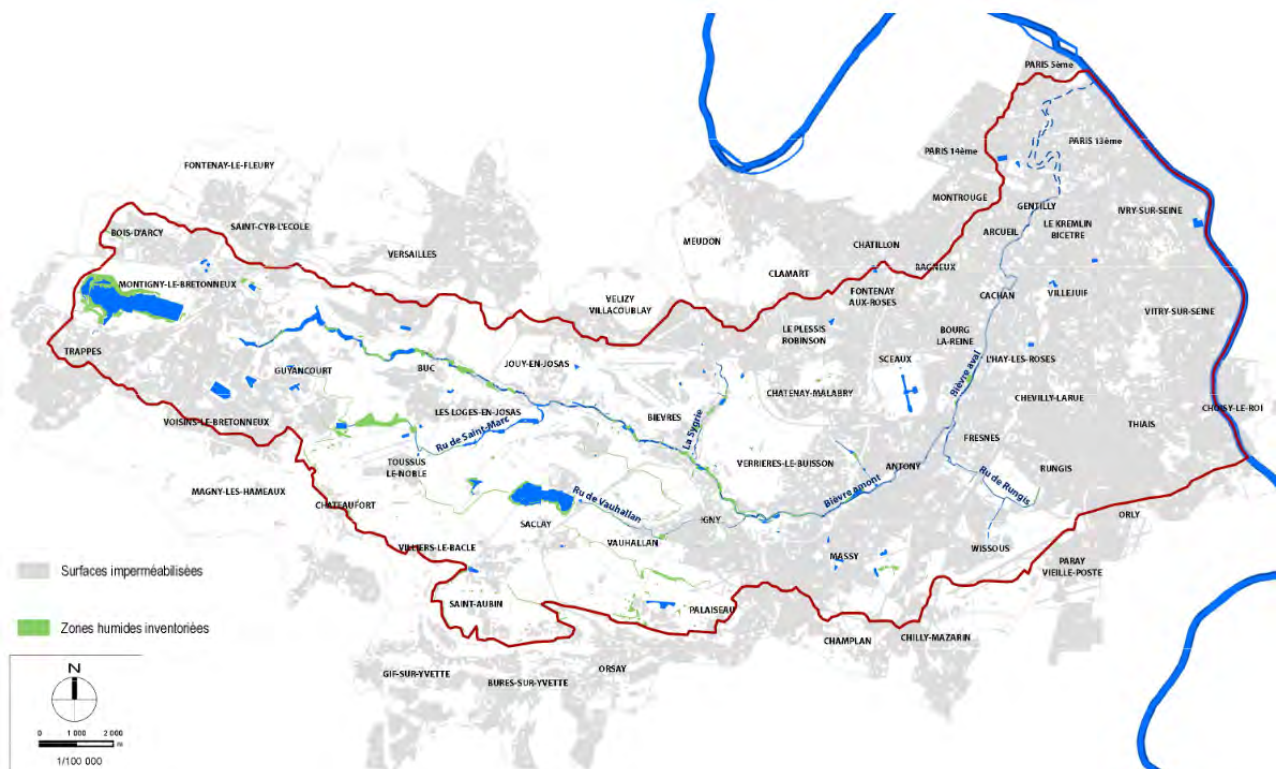 PARIS 5ème
PARIS 13ème
PARIS 14ème
FONTENAY-LE-FLEURY
MONTROUGE
GENTILLY
IVRY-SUR-SEINE
BOIS-D'ARCY
SAINT-CYR-L'ECOLE
ARCUEIL
LE KREMLIN
BICETRE
VERSAILLES
MEUDON
CHATILLON
CLAMART
BAGNEUX
MONTIGNY-LE-BRETONNEUX
FONTENAY
AUX-ROSES
CACHAN
VILLEJUIF
VELIZY
VILLACOUBLAY
VITRY-SUR-SEINE
LE PLESSIS
ROBINSON
BOURG
LA-REINE
TRAPPES
SCEAUX
L'HAY-LES-ROSES
JOUY-EN-JOSAS
BUC
GUYANCOURT
Bièvre aval
CHATENAY-MALABRY
CHEVILLY-LARUE
CHOISY-LE-ROI
LES LOGES-EN-JOSAS
BIEVRES
VOISINS-LE-BRETONNEUX
Ru de Saint-Marc
La Sygrie
THIAIS
FRESNES
TOUSSUS
LE-NOBLE
VERRIERES-LE-BUISSON
ANTONY
RUNGIS
Ru de Rungis
MAGNY-LES-HAMEAUX
CHATEAUFORT
Bièvre amont
Ru de Vauhallan
SACLAY
IGNY
ORLY
VAUHALLAN
VILLIERS-LE-BACLE
MASSY
WISSOUS
PARAY
VIEILLE-POSTE
Surfaces imperméabilisées
SAINT-AUBIN
PALAISEAU
Zones humides inventoriées
CHAMPLAN
CHILLY-MAZARIN
ORSAY
GIF-SUR-YVETTE
BURES-SUR-YVETTE
N
0 1 000 2 000
m
1/100 000